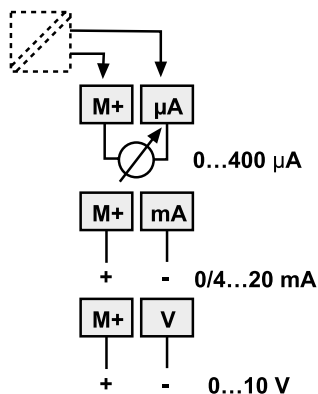 M+ µA
0...400 µA
M+ mA
+ - 0/4...20 mA
M+ V
+ - 0...10 V